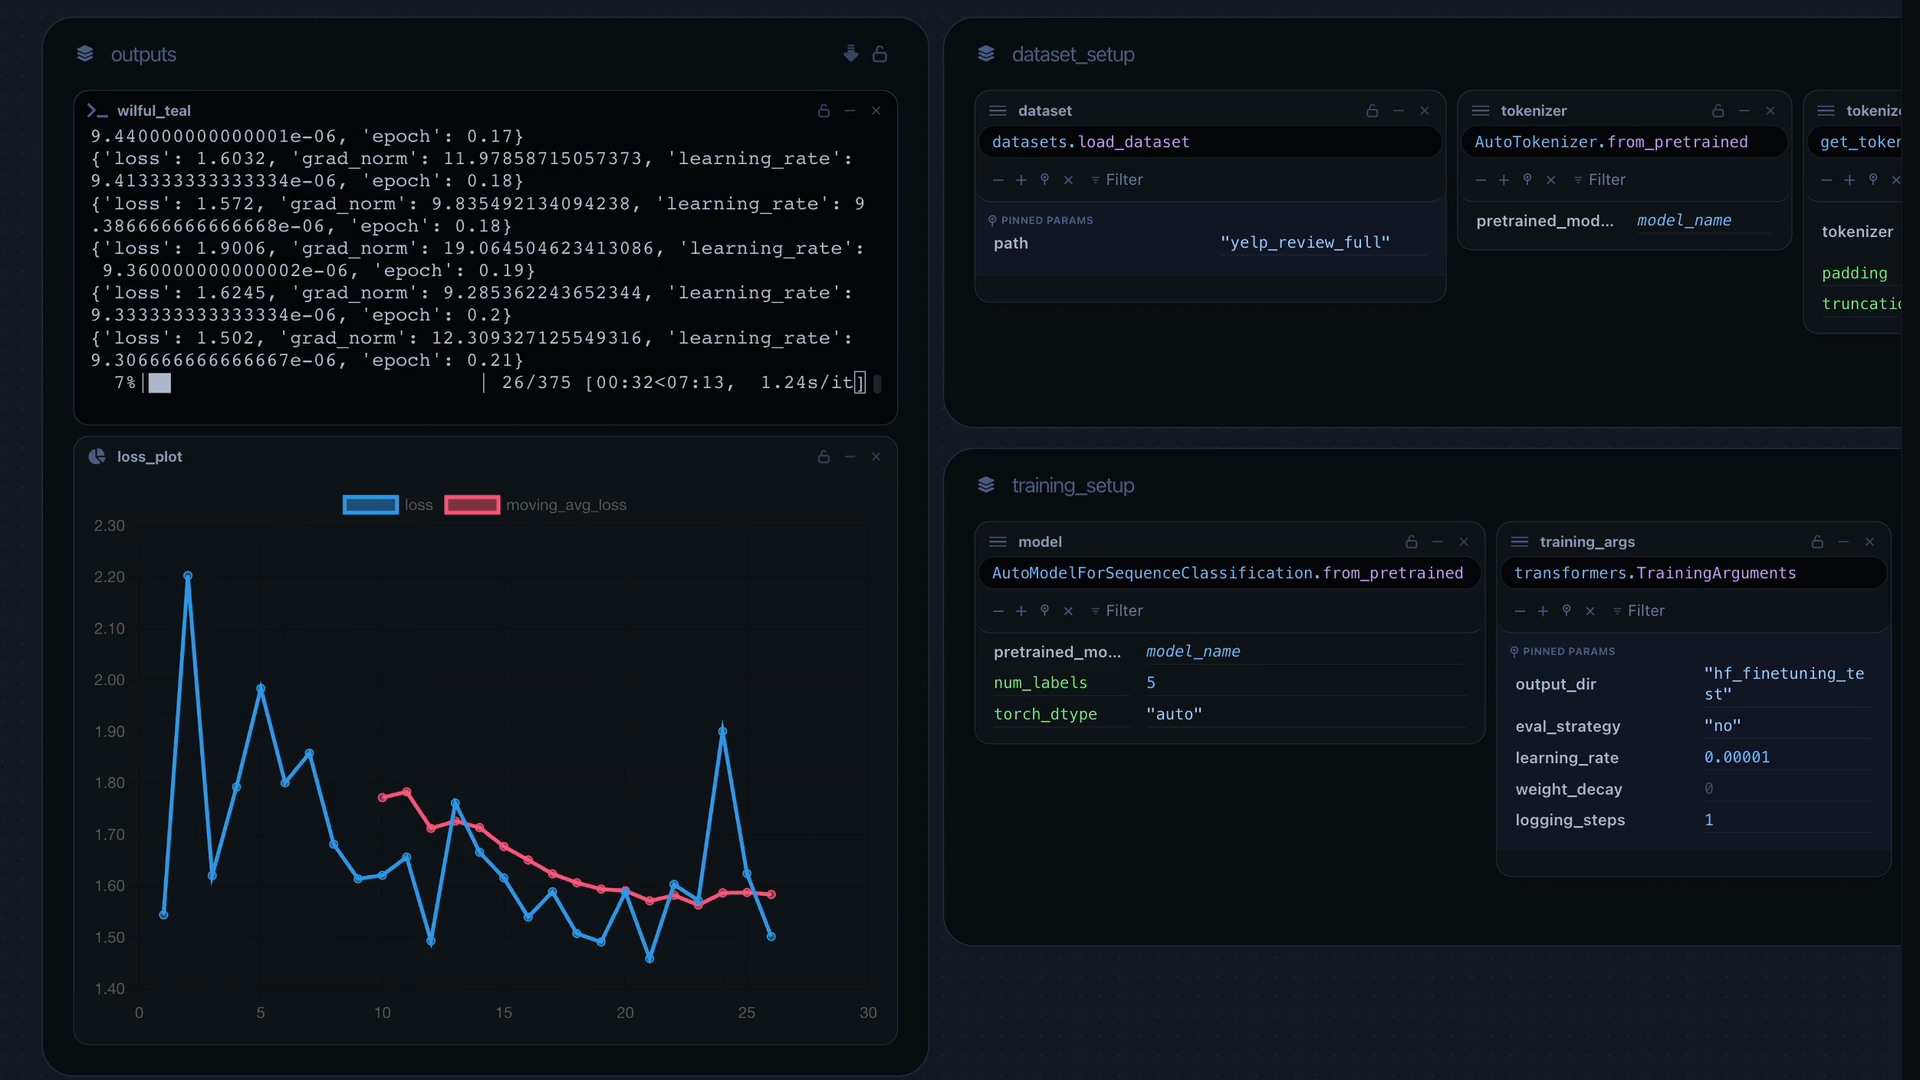 outputs
wilful_teal
9.440000000000001e-06, 'epoch': 0.17}
{'loss': 1.6032, 'grad_norm': 11.97858715057373, 'learning_rate':
9.413333333333334e-06, 'epoch': 0.18}
{'loss': 1.572, 'grad_norm': 9.835492134094238, 'learning_rate': 9
.386666666666668e-06, 'epoch': 0.18}
{'loss': 1.9006, 'grad_norm': 19.064504623413086, 'learning_rate':
9.360000000000002e-06, 'epoch': 0.19}
{'loss': 1.6245, 'grad_norm': 9.285362243652344, 'learning_rate':
9.333333333333334e-06, 'epoch': 0.2}
{'loss': 1.502, 'grad_norm': 12.309327125549316, 'learning_rate':
9.306666666666667e-06, 'epoch': 0.21}
7%| | 26/375 [00:32<07:13, 1.24s/it]
loss_plot
loss moving_avg_loss
2.30
2.20
2.10
2.00
1.90
1.80
1.70
1.60
1.50
1.40
0 5 10 15 20 25 30
dataset_setup
dataset
datasets.load_dataset
Filter
PINNED PARAMS
path "yelp_review_full"
tokenizer
AutoTokenizer.from_pretrained
Filter
pretrained_mod... model_name
tokeniz
get_token
tokenizer
padding
truncatio
training_setup
model
AutoModelForSequenceClassification.from_pretrained
Filter
pretrained_mo... model_name
num_labels 5
torch_dtype "auto"
training_args
transformers.TrainingArguments
Filter
PINNED PARAMS
output_dir "hf_finetuning_te
st"
eval_strategy "no"
learning_rate 0.00001
weight_decay 0
logging_steps 1